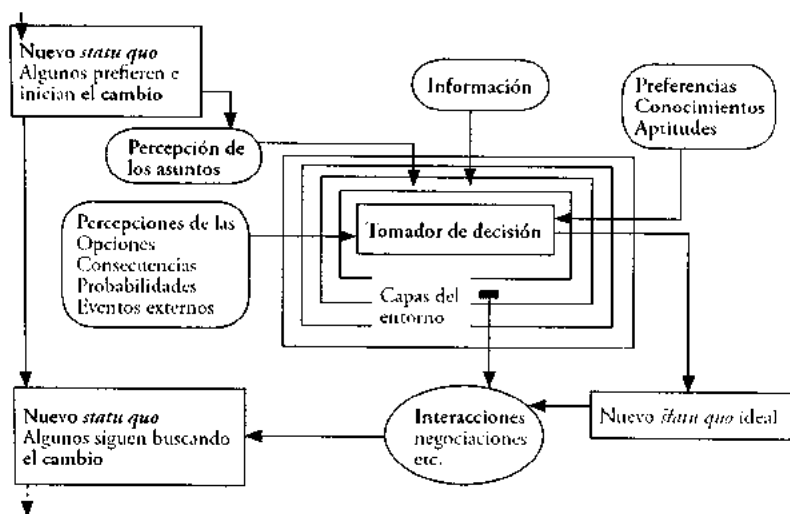 Nuevo statu quo
Algunos prefieren e
inician el cambio
Información
Preferencias
Conocimientos
Aptitudes
Percepción de
los asuntos
Percepciones de las
Opciones
Consecuencias
Probabilidades
Eventos externos
Tomador de decisión
Capas del
entorno
Nuevo statu quo
Algunos siguen buscando
el cambio
Interacciones
negociaciones
etc.
Nuevo statu quo ideal